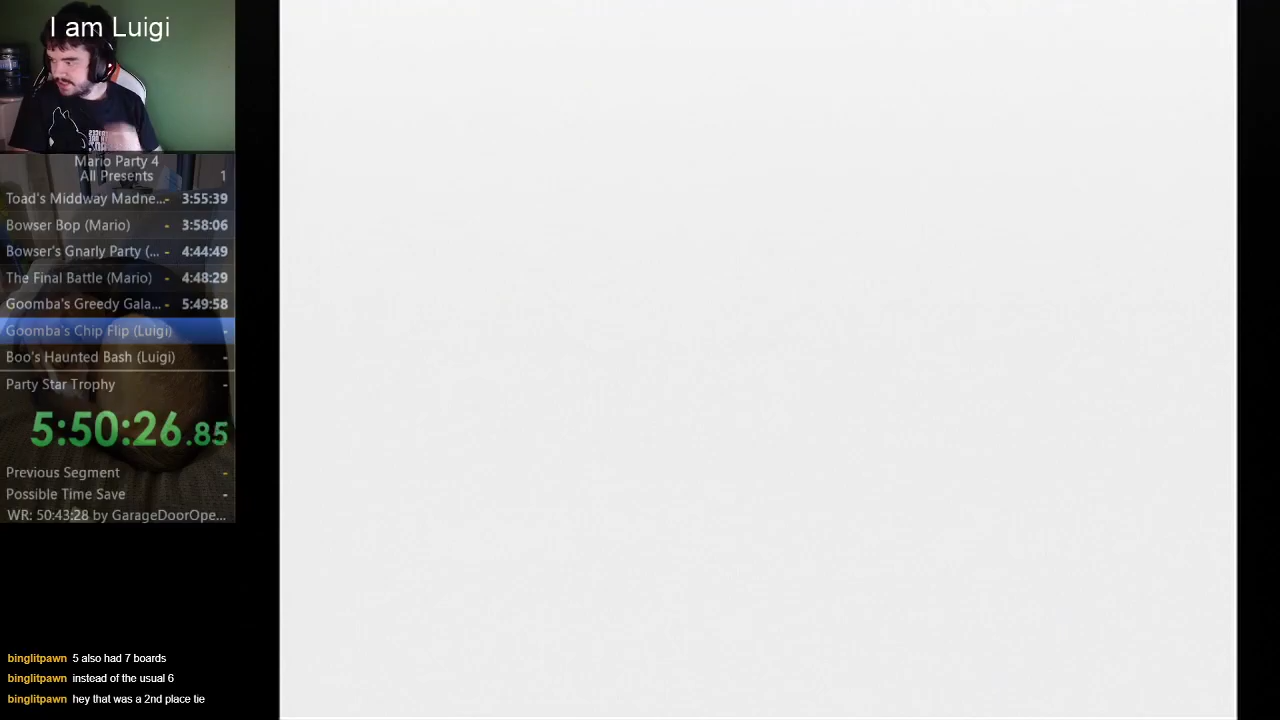 I am Luigi
Mario Party 4
All Presents 1
Toad's Middway Madne... - 3:55:39
Bowser Bop (Mario) - 3:58:06
Bowser's Gnarly Party (... - 4:44:49
The Final Battle (Mario) - 4:48:29
Goomba's Greedy Gala... - 5:49:58
Goomba's Chip Flip (Luigi) -
Boo's Haunted Bash (Luigi) -
Party Star Trophy -
5:50:26.85
Previous Segment -
Possible Time Save -
WR: 50:43:28 by GarageDoorOpe...
binglitpawn 5 also had 7 boards
binglitpawn instead of the usual 6
binglitpawn hey that was a 2nd place tie